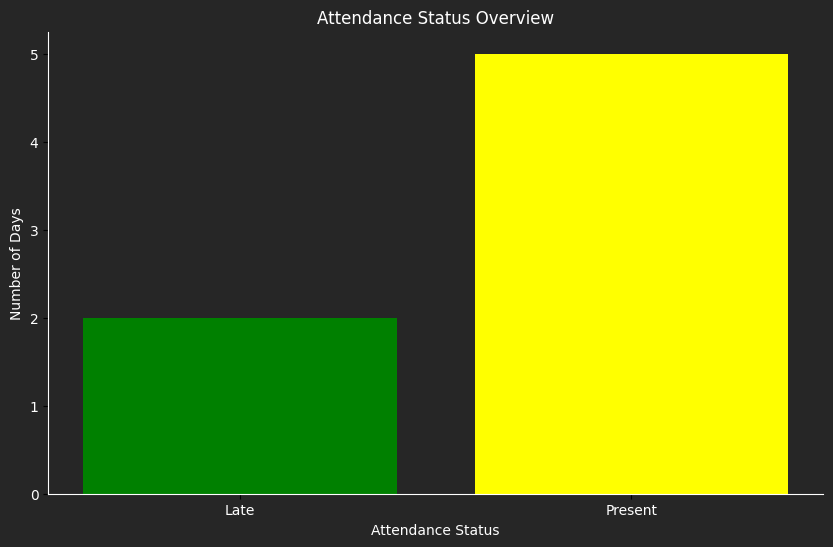 Attendance Status Overview
Number of Days
5
4
3
2
1
0
Late
Present
Attendance Status